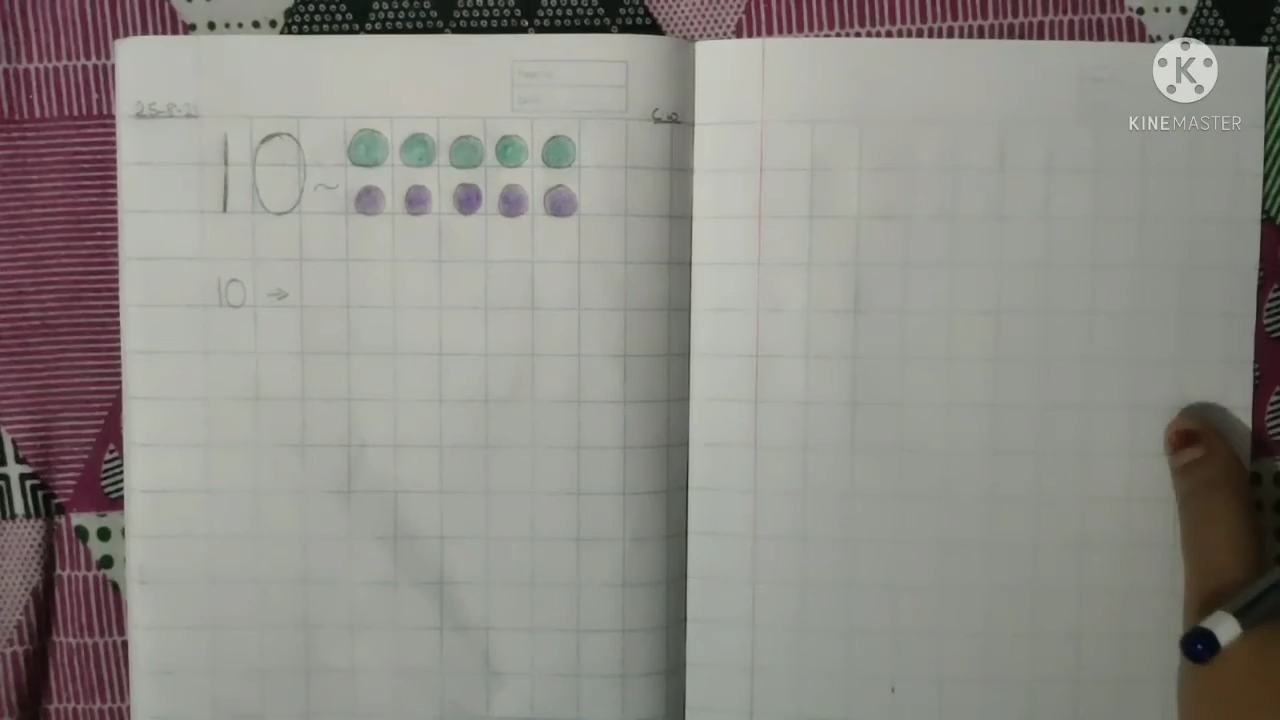 25-8-21
10 ~
10 →
KINEMASTER